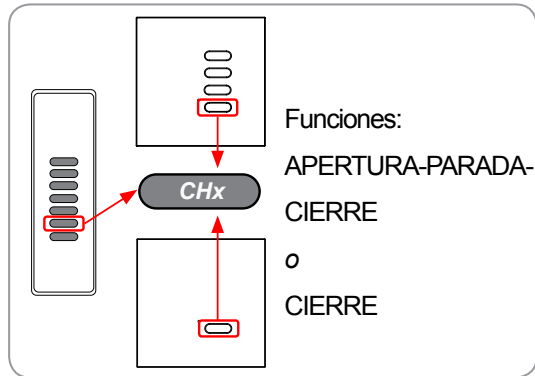 CHx
Funciones:
APERTURA-PARADA-
CIERRE
o
CIERRE